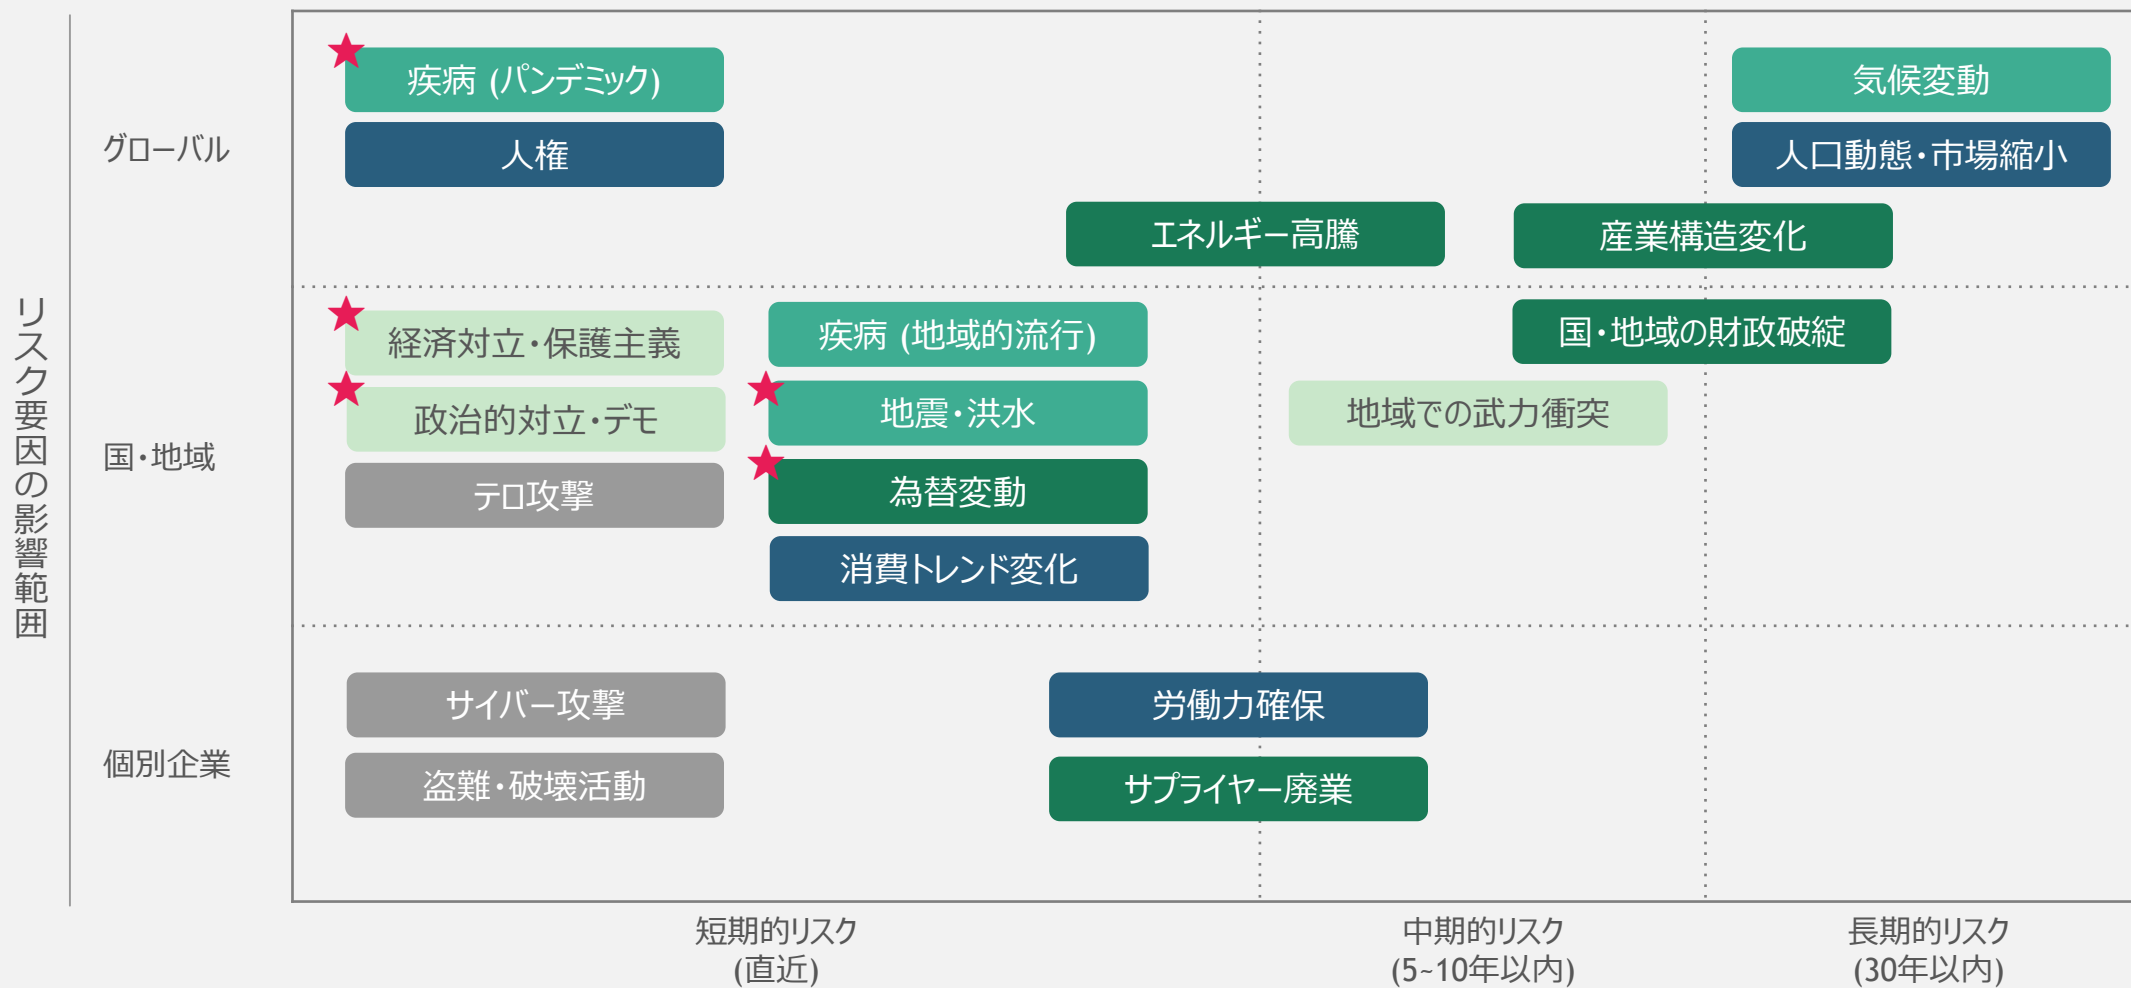 リスク要因の影響範囲
グローバル
疾病 (パンデミック)
人権
エネルギー高騰
産業構造変化
気候変動
人口動態・市場縮小
国・地域
経済対立・保護主義
政治的対立・デモ
テロ攻撃
疾病 (地域的流行)
地震・洪水
為替変動
消費トレンド変化
地域での武力衝突
国・地域の財政破綻
個別企業
サイバー攻撃
盗難・破壊活動
労働力確保
サプライヤー廃業
短期的リスク
(直近)
中期的リスク
(5~10年以内)
長期的リスク
(30年以内)